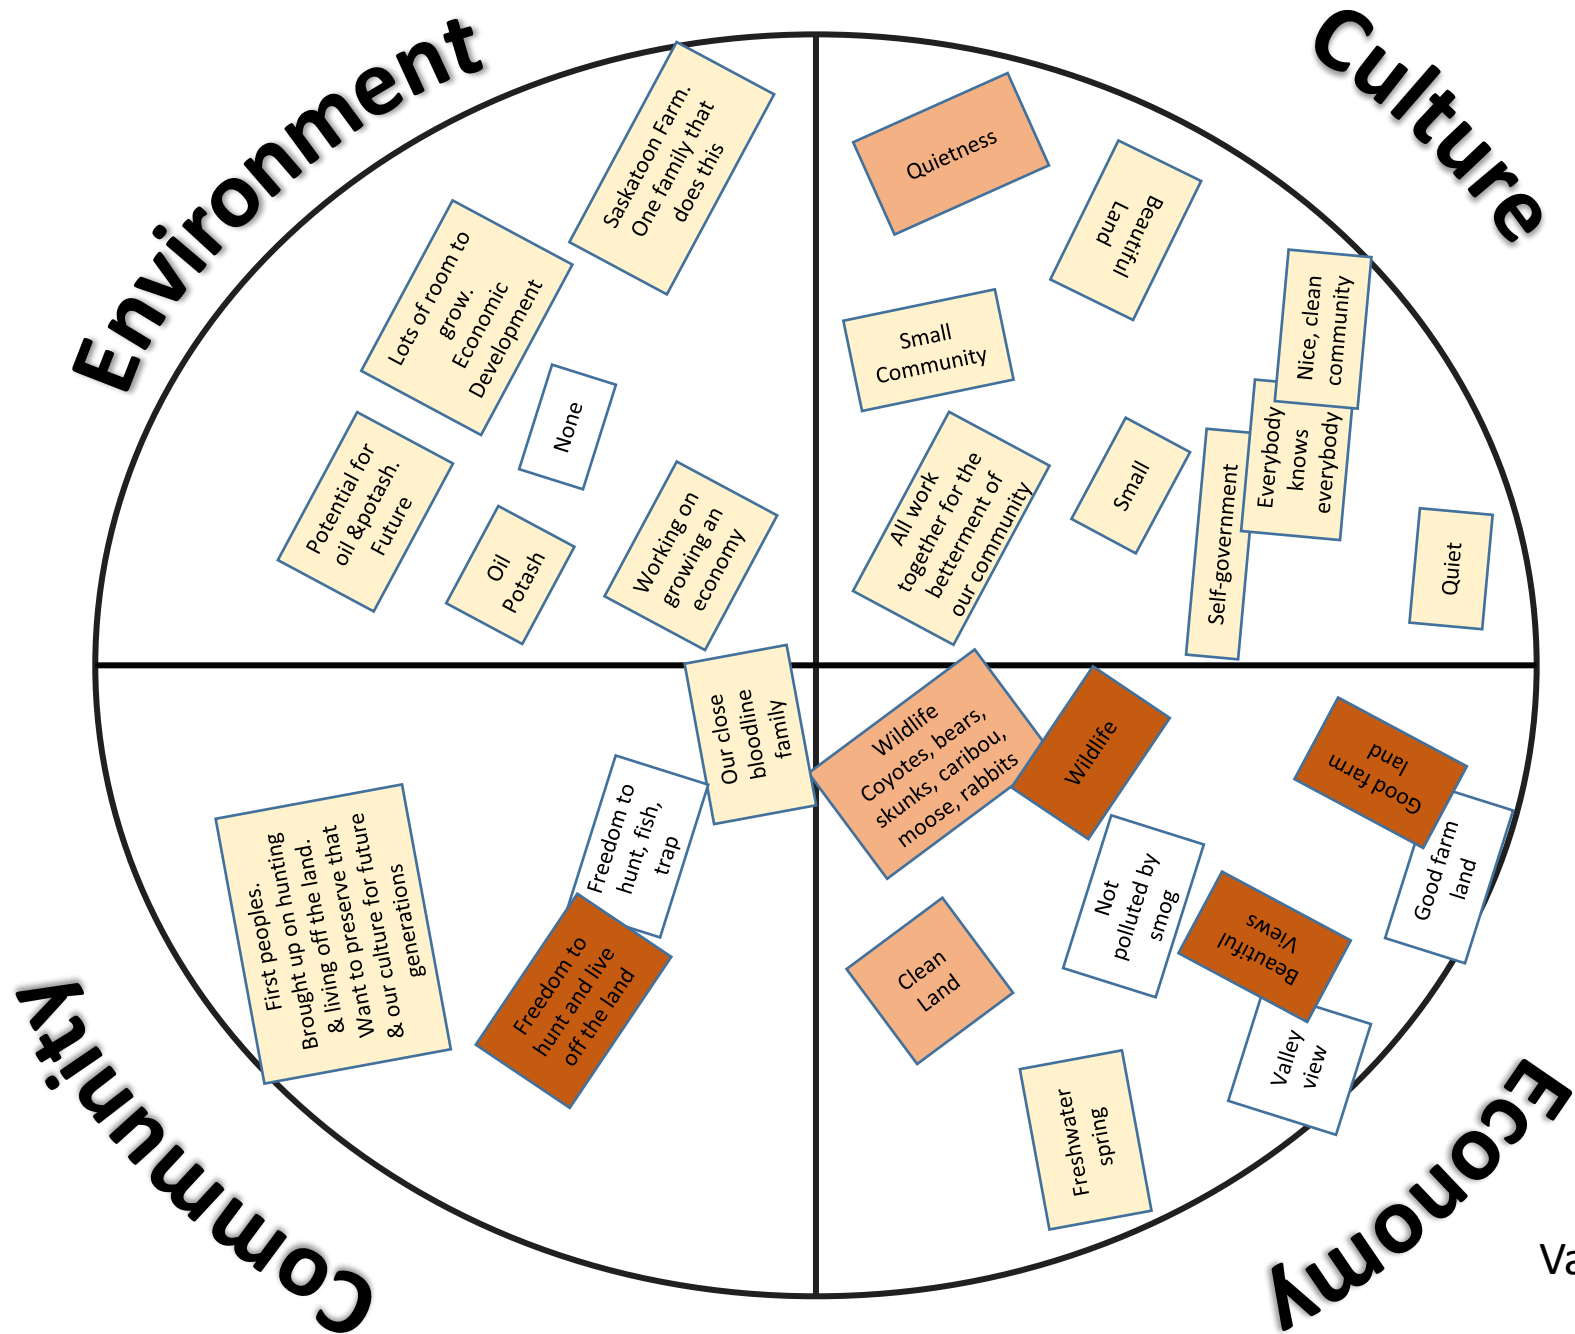 Environment
Saskatoon Farm.
One family that
does this
Lots of room to
grow.
Economic
Development
None
Potential for
oil &potash.
Future
Oil
Potash
Working on
growing an
economy
Culture
Quietness
Beautiful
Land
Small
Community
Nice, clean
community
Everybody
knows
everybody
Self-government
Small
All work
together for the
betterment of
our community
Quiet
Community
Our close
bloodline
family
Freedom to
hunt, fish,
trap
Freedom to
hunt and live
off the land
First peoples.
Brought up on hunting
& living off the land.
Want to preserve that
& our culture for future
generations
Economy
Wildlife
Coyotes, bears,
skunks, caribou,
moose, rabbits
Wildlife
Good farm
land
Good farm
land
Not
polluted by
smog
Beautiful
Views
Valley
view
Clean
Land
Freshwater
spring